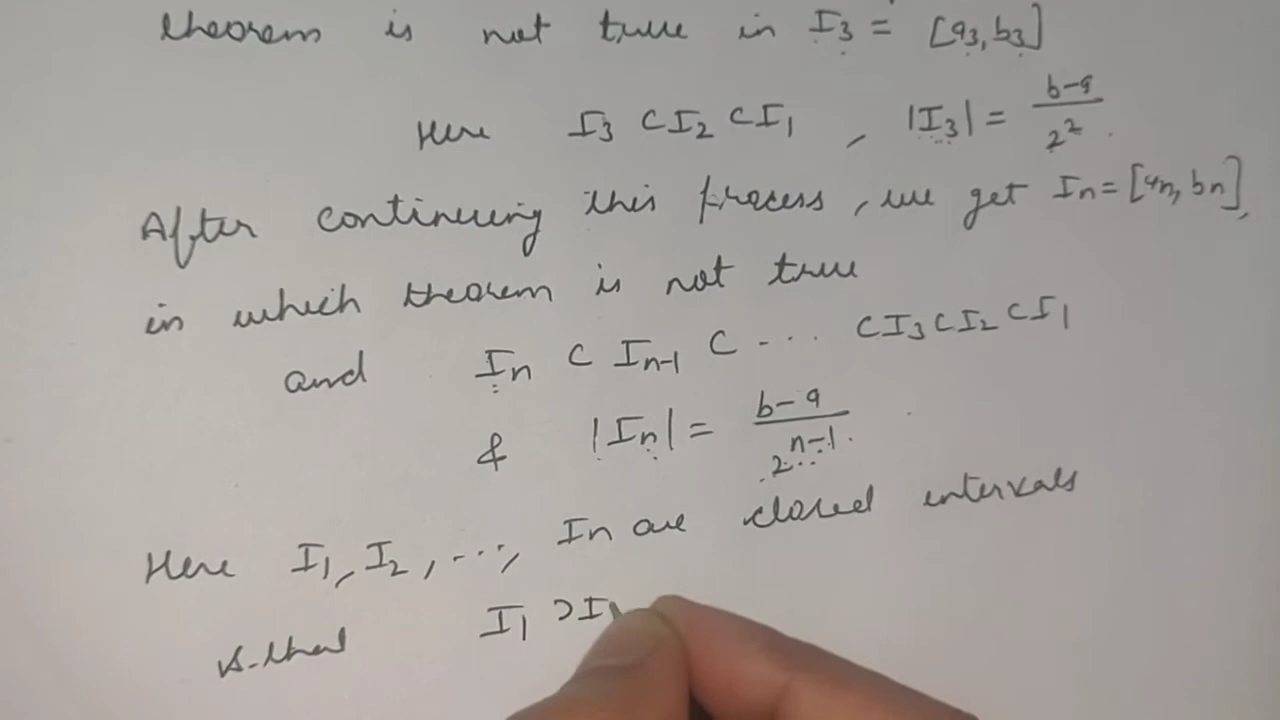 theorem is not true in I₃ = [a₃, b₃]
Here I₃ ⊂ I₂ ⊂ I₁ , |I₃| = (b-a)/2² .
After continuing this process , we get Iₙ = [aₙ, bₙ],
in which theorem is not true
and Iₙ ⊂ Iₙ₋₁ ⊂ ... ⊂ I₃ ⊂ I₂ ⊂ I₁
& |Iₙ| = (b-a)/2ⁿ⁻¹ .
Here I₁, I₂, ..., Iₙ are closed intervals
s.that I₁ ⊃ I